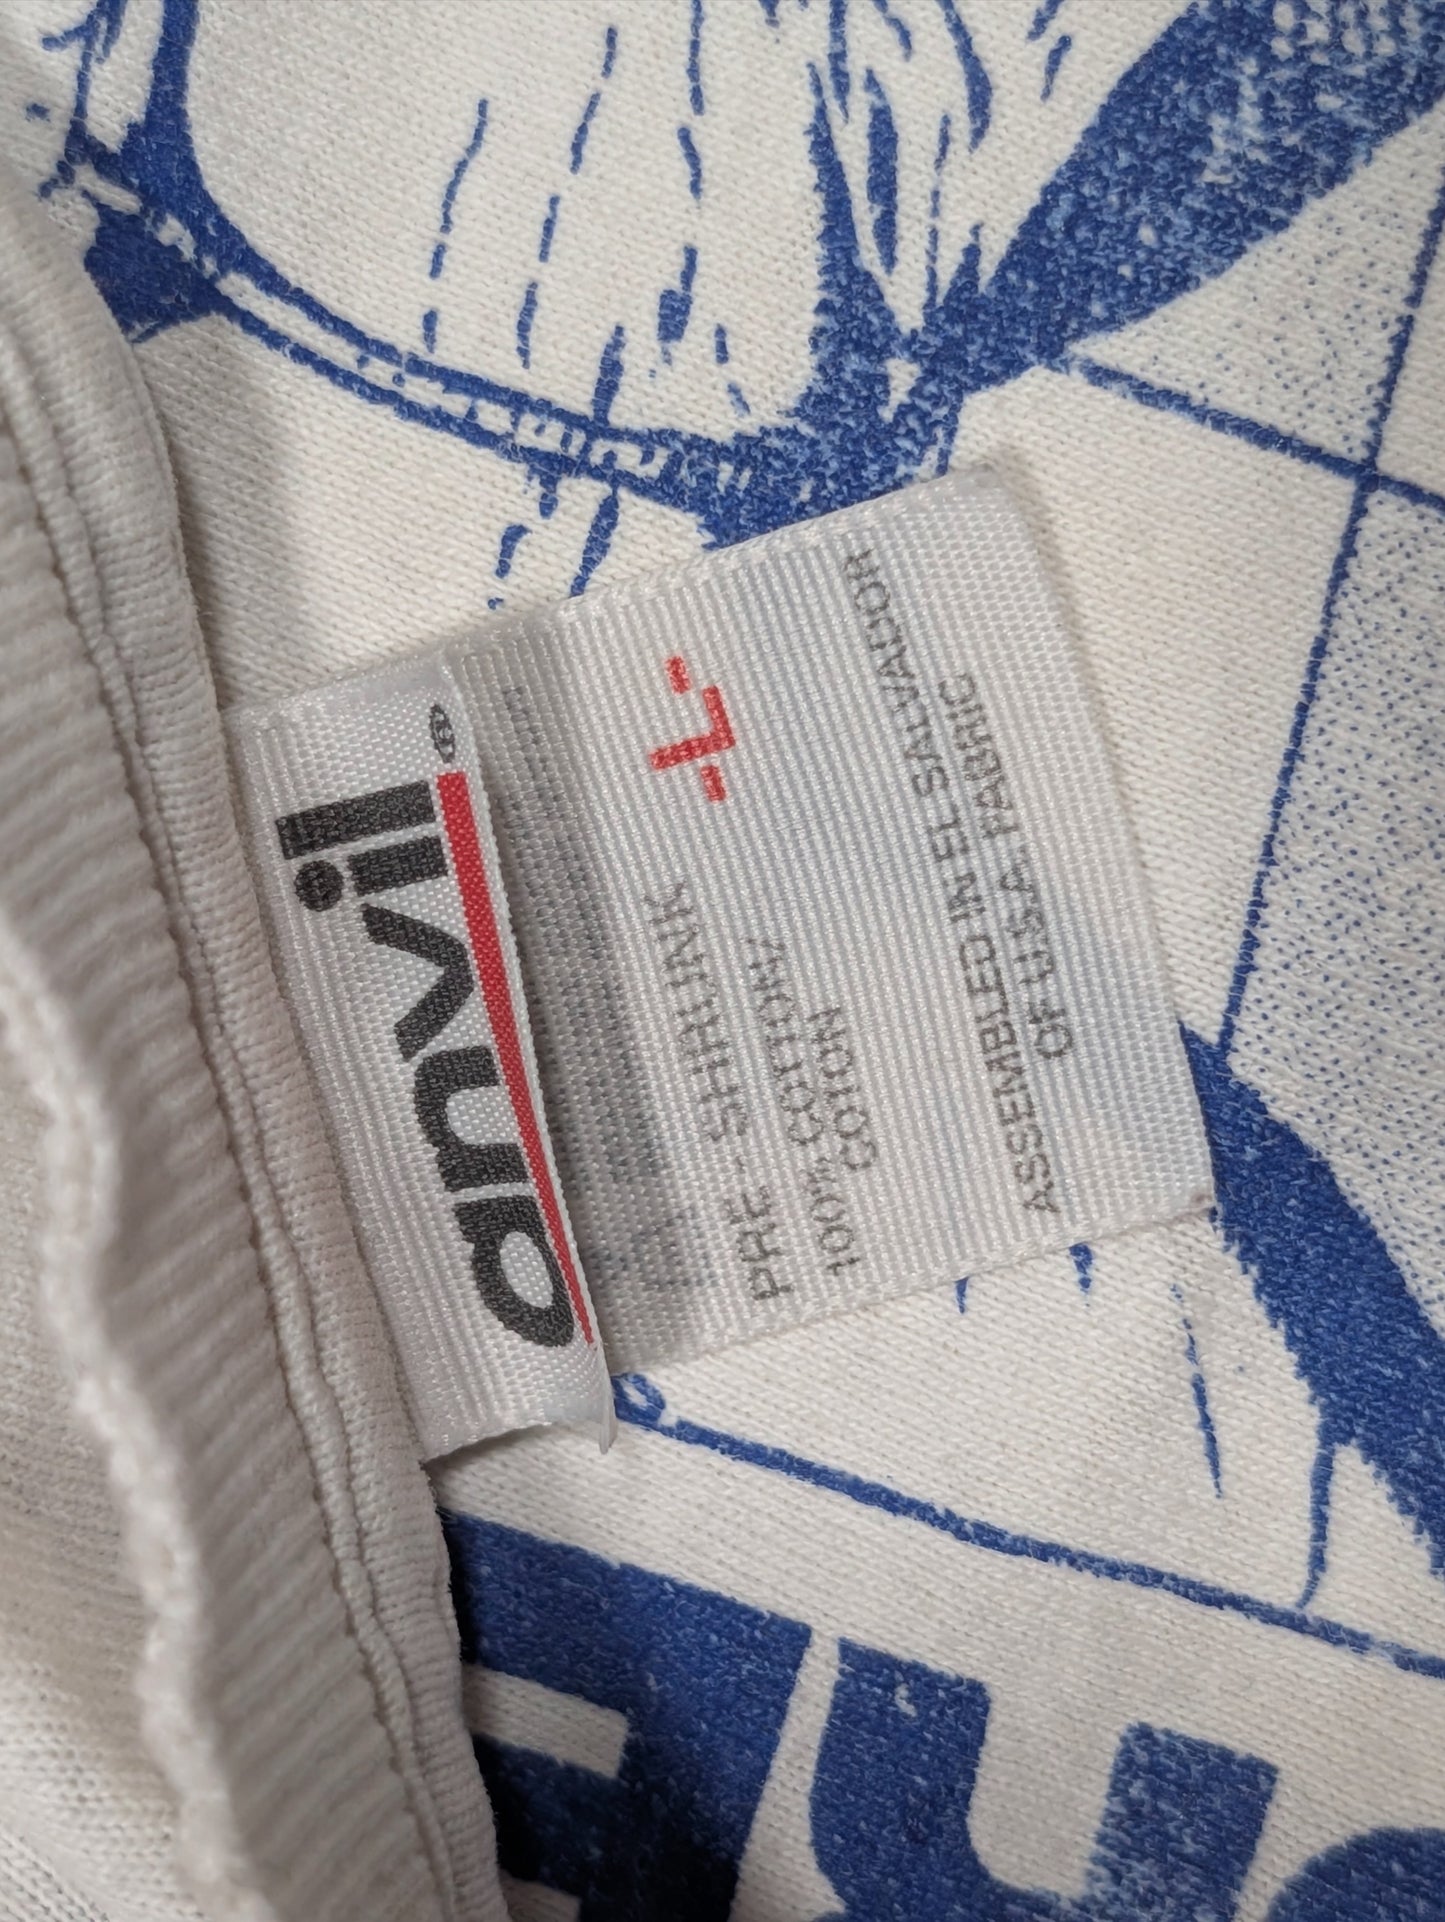 anvil®
-L-
PRE - SHRUNK
100% COTTON/
COTON
ASSEMBLED IN EL SALVADOR
OF U.S.A. FABRIC